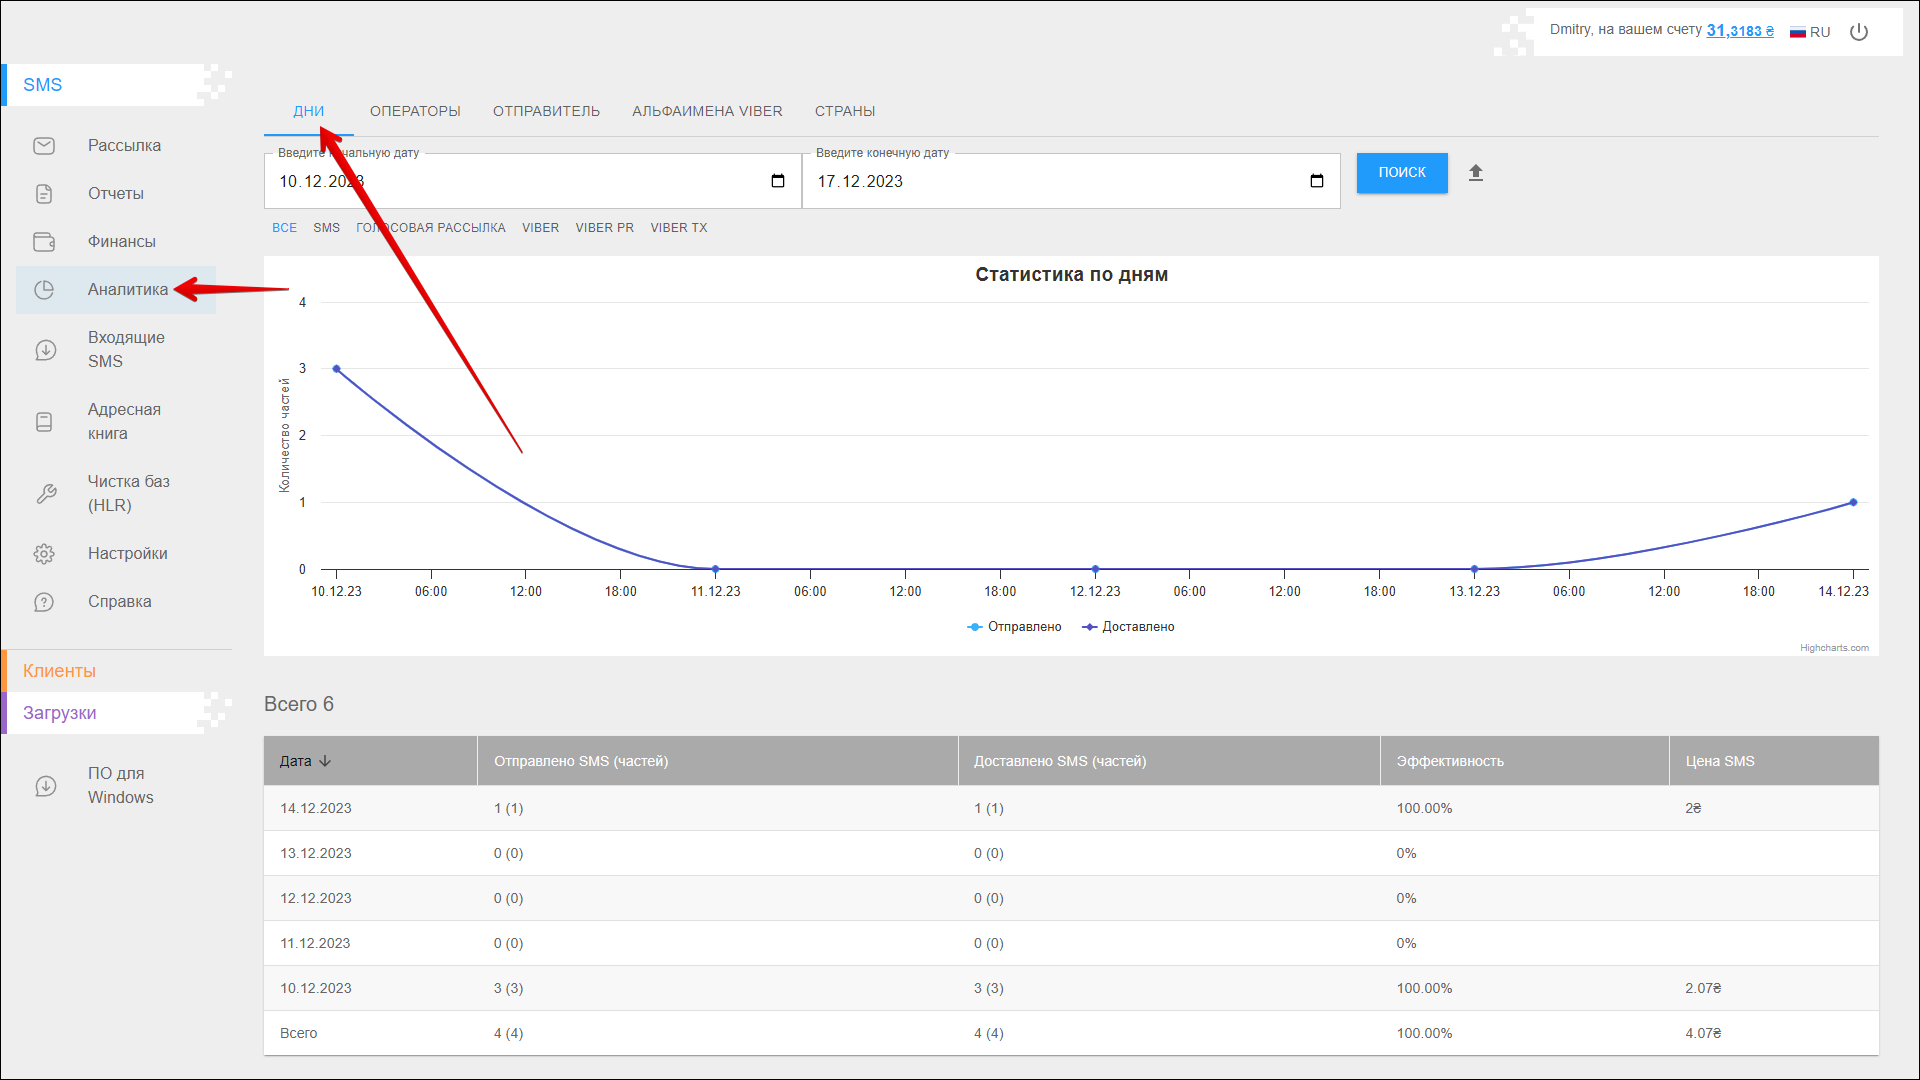 Dmitry, на вашем счету 31,3183 ₴ RU
SMS
Рассылка
Отчеты
Финансы
Аналитика
Входящие
SMS
Адресная
книга
Чистка баз
(HLR)
Настройки
Справка
Клиенты
Загрузки
ПО для
Windows
ДНИ ОПЕРАТОРЫ ОТПРАВИТЕЛЬ АЛЬФАИМЕНА VIBER СТРАНЫ
Введите начальную дату
10.12.2023
Введите конечную дату
17.12.2023
ПОИСК
ВСЕ SMS ГОЛОСОВАЯ РАССЫЛКА VIBER VIBER PR VIBER TX
Статистика по дням
Количество частей
4
3
2
1
0
10.12.23 06:00 12:00 18:00 11.12.23 06:00 12:00 18:00 12.12.23 06:00 12:00 18:00 13.12.23 06:00 12:00 18:00 14.12.23
Отправлено Доставлено
Highcharts.com
Всего 6
Дата Отправлено SMS (частей) Доставлено SMS (частей) Эффективность Цена SMS
14.12.2023 1 (1) 1 (1) 100.00% 2₴
13.12.2023 0 (0) 0 (0) 0%
12.12.2023 0 (0) 0 (0) 0%
11.12.2023 0 (0) 0 (0) 0%
10.12.2023 3 (3) 3 (3) 100.00% 2.07₴
Всего 4 (4) 4 (4) 100.00% 4.07₴